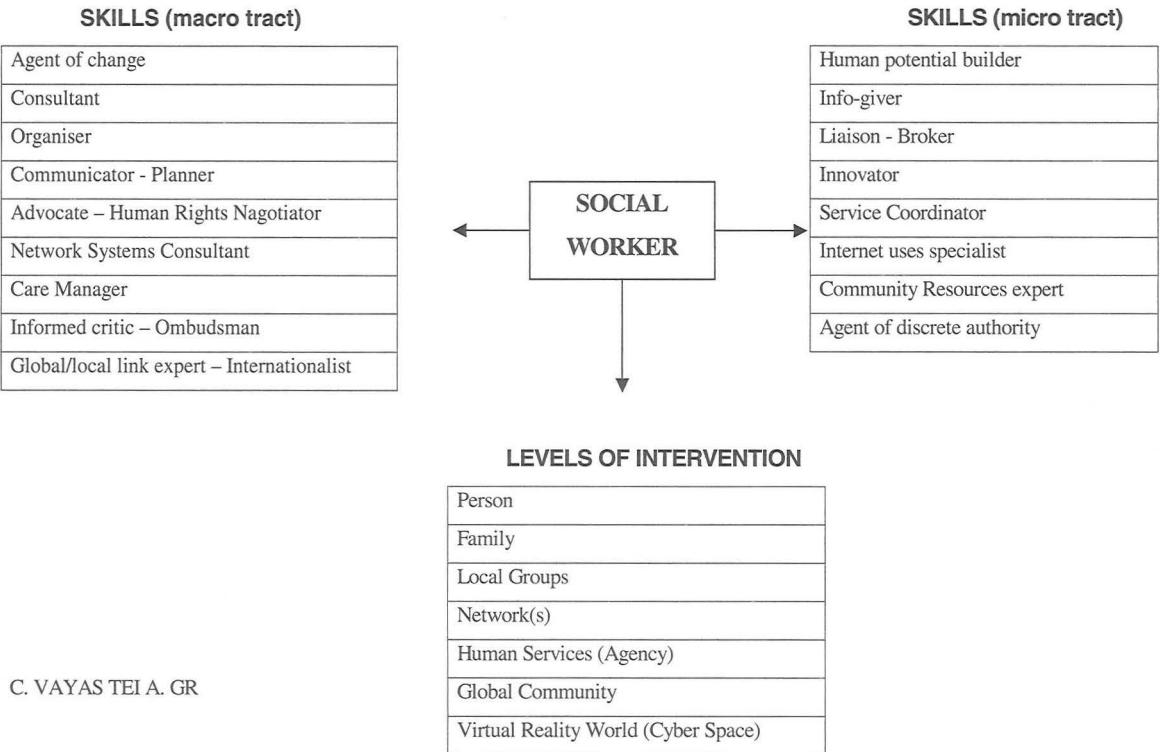 SKILLS (macro tract)
Agent of change
Consultant
Organiser
Communicator - Planner
Advocate – Human Rights Nagotiator
Network Systems Consultant
Care Manager
Informed critic – Ombudsman
Global/local link expert – Internationalist
SOCIAL
WORKER
SKILLS (micro tract)
Human potential builder
Info-giver
Liaison - Broker
Innovator
Service Coordinator
Internet uses specialist
Community Resources expert
Agent of discrete authority
LEVELS OF INTERVENTION
Person
Family
Local Groups
Network(s)
Human Services (Agency)
Global Community
Virtual Reality World (Cyber Space)
C. VAYAS TEI A. GR